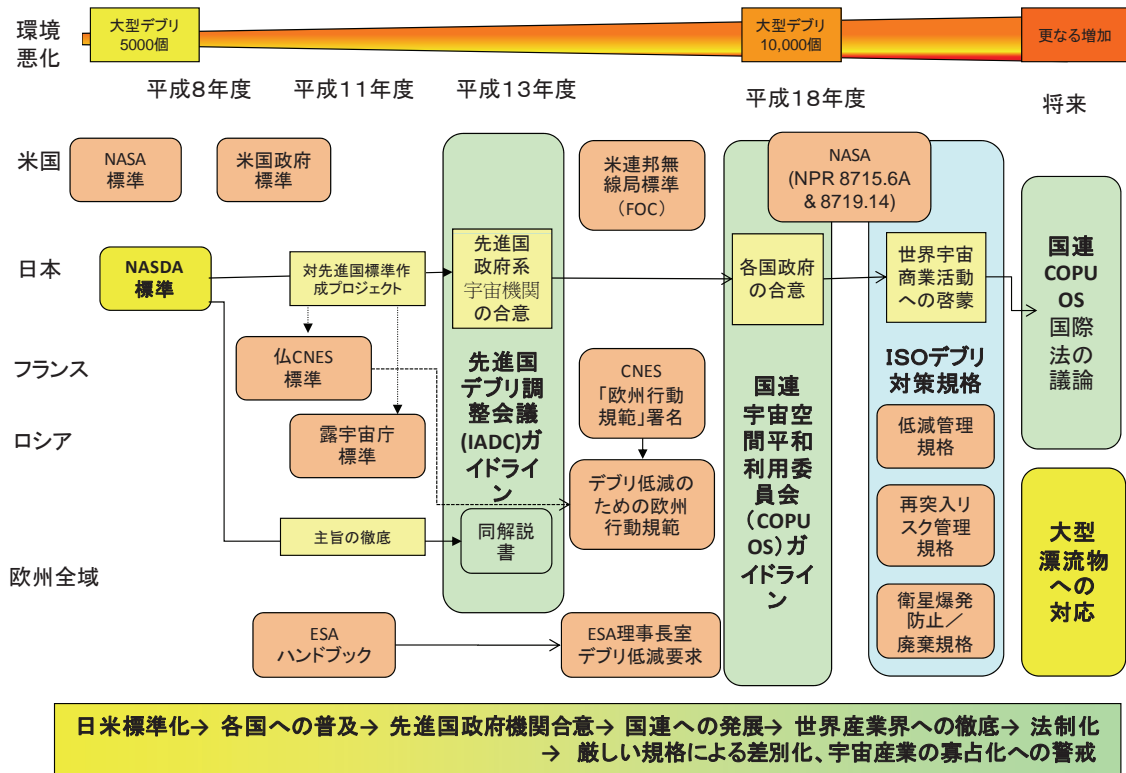 環境
悪化
大型デブリ
5000個
大型デブリ
10,000個
更なる増加
平成8年度
平成11年度
平成13年度
平成18年度
将来
米国
NASA
標準
米国政府
標準
米連邦無
線局標準
（FOC）
NASA
(NPR 8715.6A
& 8719.14)
日本
NASDA
標準
対先進国標準作
成プロジェクト
先進国
政府系
宇宙機関
の合意
各国政府
の合意
世界宇宙
商業活動
への啓蒙
国連
COPU
OS
国際
法の
議論
フランス
仏CNES
標準
先進国
デブリ調
整会議
(IADC)ガ
イドライ
ン
CNES
「欧州行動
規範」署名
国連
宇宙空
間平和
利用委
員会
（COPU
OS）ガ
イドライ
ン
ISOデブリ
対策規格
ロシア
露宇宙庁
標準
デブリ低減の
ための欧州
行動規範
低減管理
規格
再突入リ
スク管理
規格
衛星爆発
防止／
廃棄規格
大型
漂流物
への
対応
主旨の徹底
同解説
書
欧州全域
ESA
ハンドブック
ESA理事長室
デブリ低減要求
日米標準化→ 各国への普及→ 先進国政府機関合意→ 国連への発展→ 世界産業界への徹底→ 法制化
→ 厳しい規格による差別化、宇宙産業の寡占化への警戒